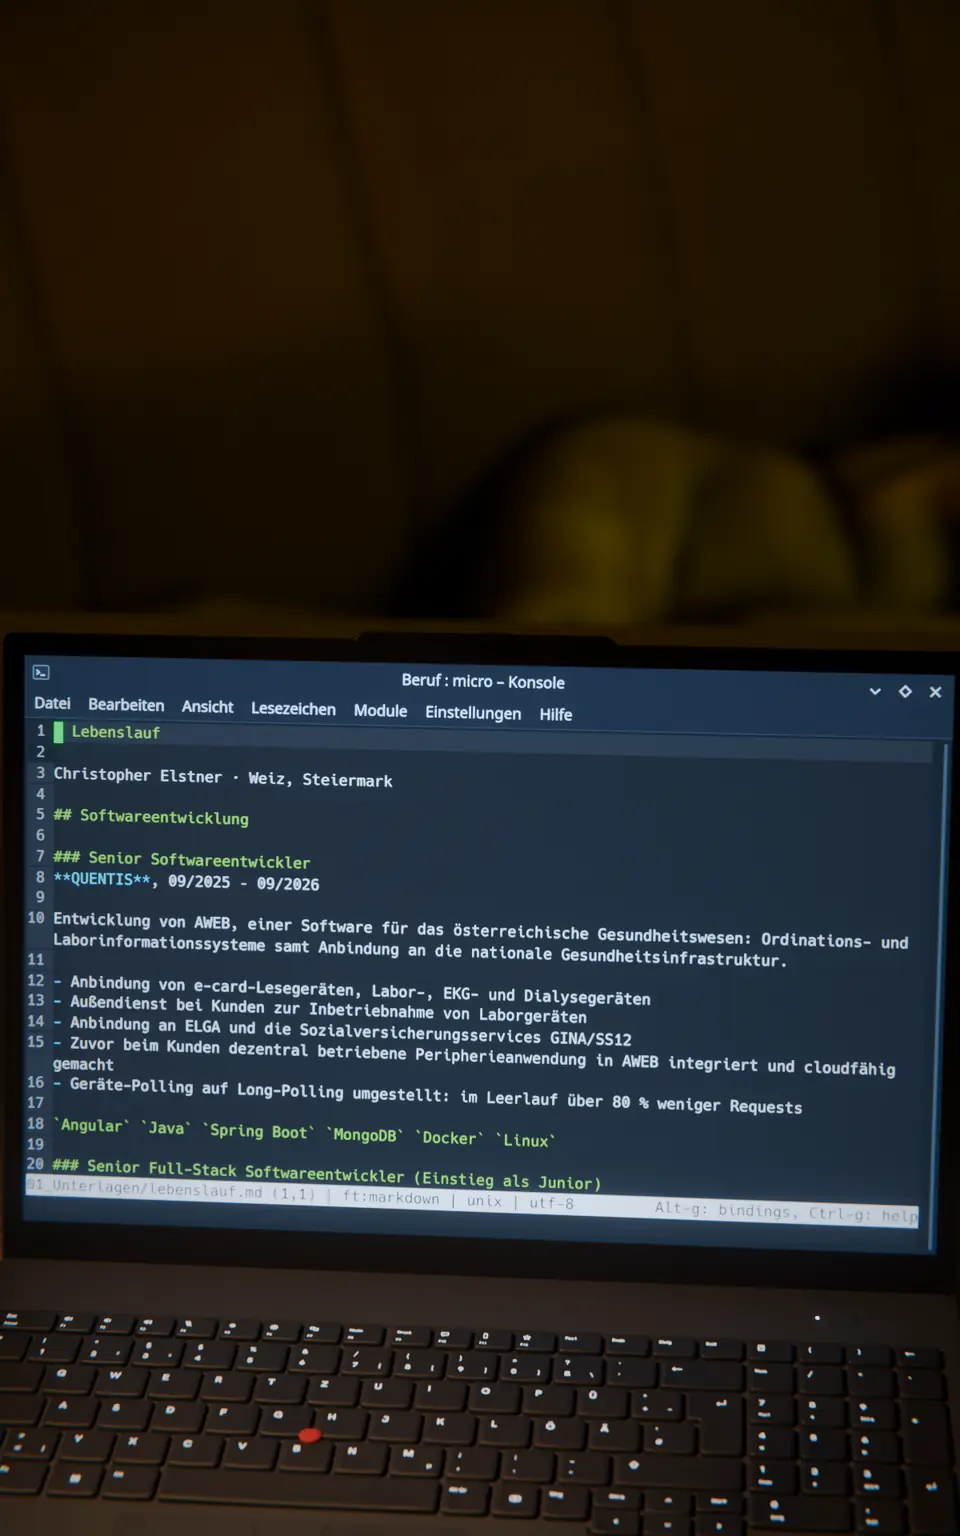 Beruf : micro – Konsole
Datei Bearbeiten Ansicht Lesezeichen Module Einstellungen Hilfe
1 Lebenslauf
2
3 Christopher Elstner · Weiz, Steiermark
4
5 ## Softwareentwicklung
6
7 ### Senior Softwareentwickler
8 **QUENTIS**, 09/2025 - 09/2026
9
10 Entwicklung von AWEB, einer Software für das österreichische Gesundheitswesen: Ordinations- und
Laborinformationssysteme samt Anbindung an die nationale Gesundheitsinfrastruktur.
11
12 - Anbindung von e-card-Lesegeräten, Labor-, EKG- und Dialysegeräten
13 - Außendienst bei Kunden zur Inbetriebnahme von Laborgeräten
14 - Anbindung an ELGA und die Sozialversicherungsservices GINA/SS12
15 - Zuvor beim Kunden dezentral betriebene Peripherieanwendung in AWEB integriert und cloudfähig
gemacht
16 - Geräte-Polling auf Long-Polling umgestellt: im Leerlauf über 80 % weniger Requests
17
18 `Angular` `Java` `Spring Boot` `MongoDB` `Docker` `Linux`
19
20 ### Senior Full-Stack Softwareentwickler (Einstieg als Junior)
01_Unterlagen/lebenslauf.md (1,1) | ft:markdown | unix | utf-8 Alt-g: bindings, Ctrl-g: help
Q W E R T Z U I O P Ü
A S D F G H J K L Ö Ä
Y X C V B N M